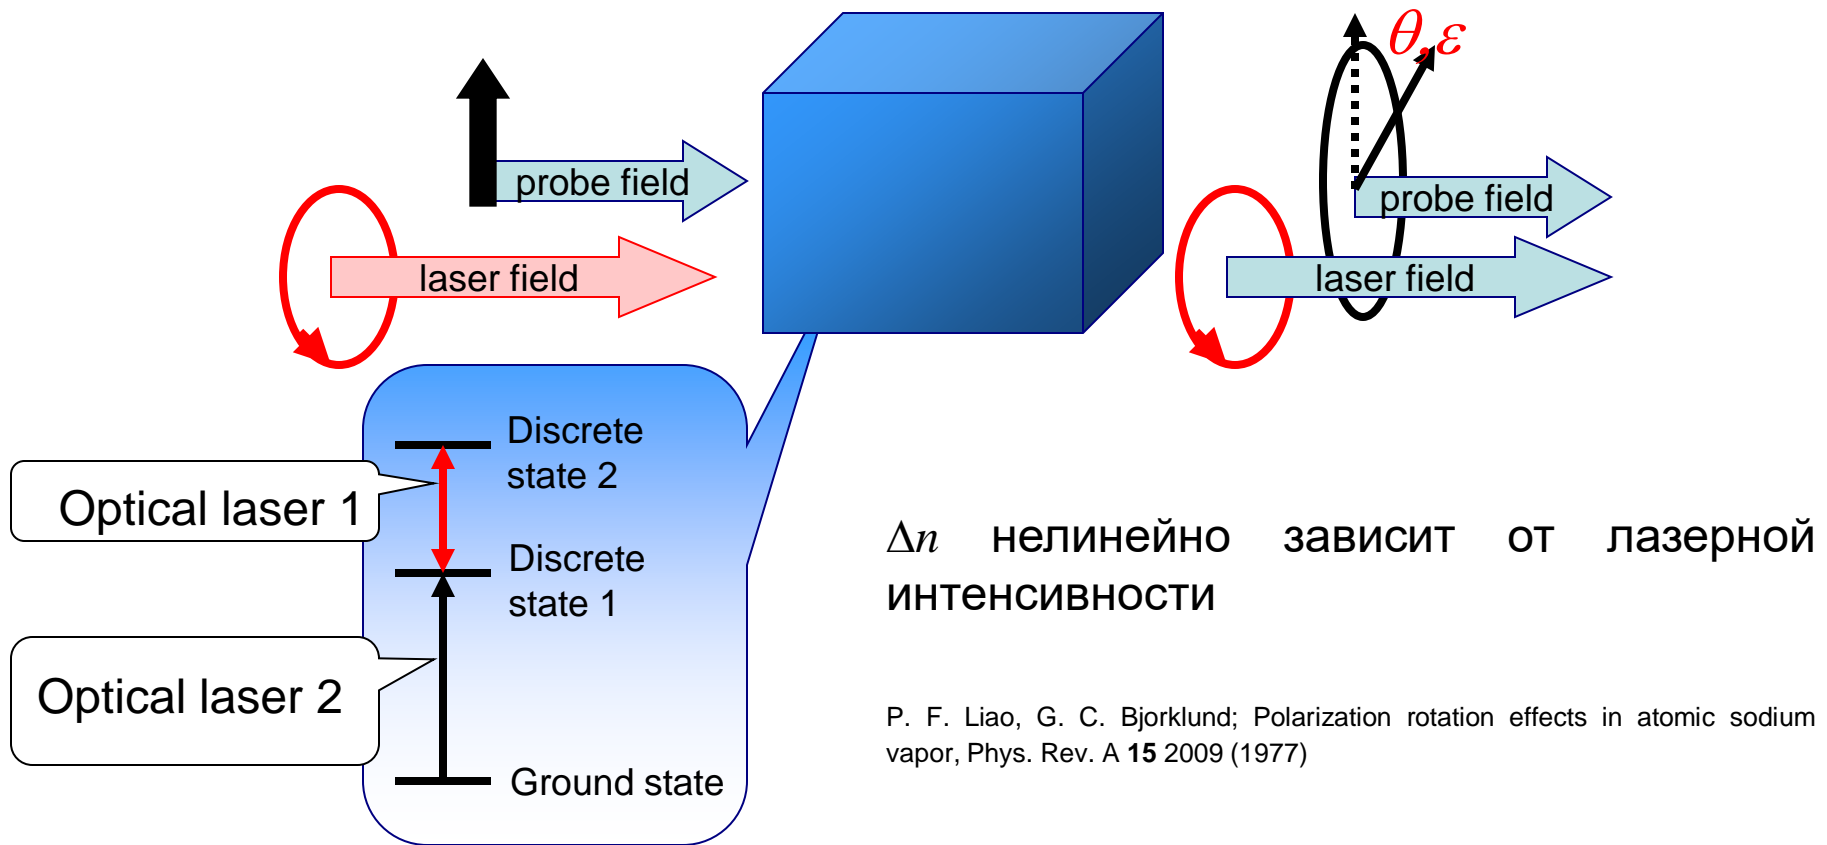 θ,ε
probe field
probe field
laser field
laser field
Discrete
state 2
Optical laser 1
Discrete
state 1
Optical laser 2
Ground state
Δn нелинейно зависит от лазерной
интенсивности
P. F. Liao, G. C. Bjorklund; Polarization rotation effects in atomic sodium
vapor, Phys. Rev. A 15 2009 (1977)